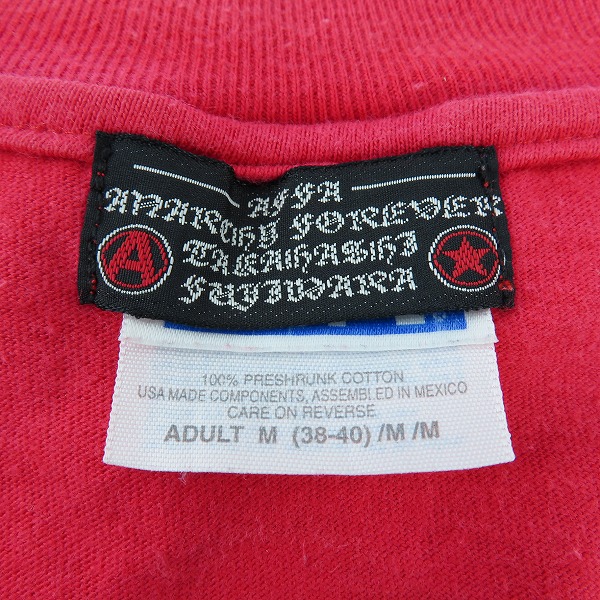 AFFA
ANARCHY FOREVER
TAKAHASHI
FUJIWARA
A
100% PRESHRUNK COTTON
USA MADE COMPONENTS, ASSEMBLED IN MEXICO
CARE ON REVERSE
ADULT M (38-40) /M /M